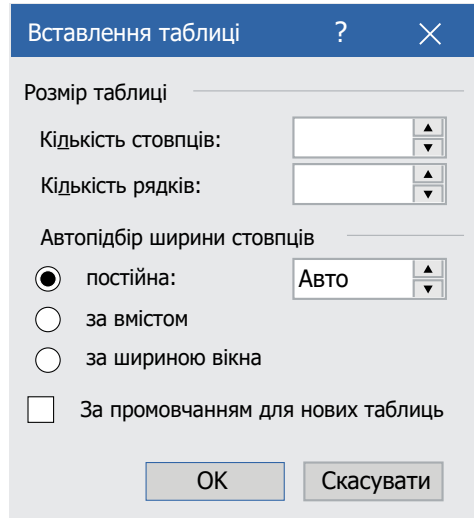 Вставлення таблиці ?
Розмір таблиці
Кількість стовпців:
Кількість рядків:
Автопідбір ширини стовпців
постійна: Авто
за вмістом
за шириною вікна
За промовчанням для нових таблиць
OK Скасувати